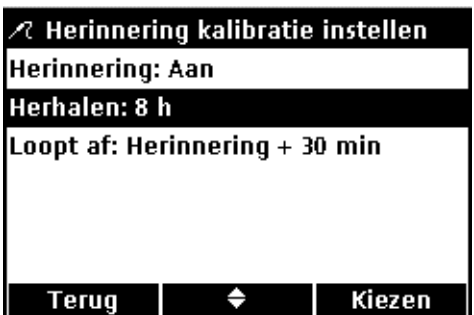 Herinnering kalibratie instellen
Herinnering: Aan
Herhalen: 8 h
Loopt af: Herinnering + 30 min
Terug
Kiezen